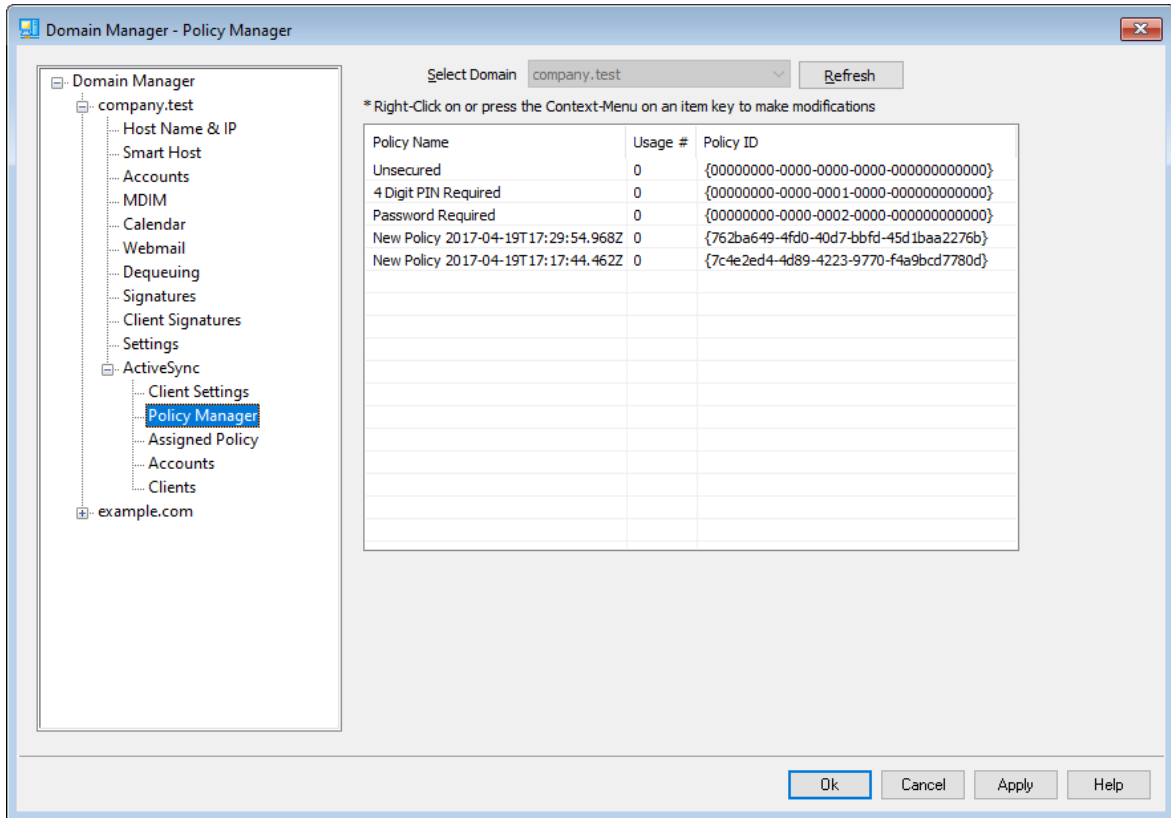 Domain Manager - Policy Manager
Domain Manager
company.test
Host Name & IP
Smart Host
Accounts
MDIM
Calendar
Webmail
Dequeuing
Signatures
Client Signatures
Settings
ActiveSync
Client Settings
Policy Manager
Assigned Policy
Accounts
Clients
example.com
Select Domain company.test Refresh
* Right-Click on or press the Context-Menu on an item key to make modifications
Policy Name Usage # Policy ID
Unsecured 0 {00000000-0000-0000-0000-000000000000}
4 Digit PIN Required 0 {00000000-0000-0001-0000-000000000000}
Password Required 0 {00000000-0000-0002-0000-000000000000}
New Policy 2017-04-19T17:29:54.968Z 0 {762ba649-4fd0-40d7-bbfd-45d1baa2276b}
New Policy 2017-04-19T17:17:44.462Z 0 {7c4e2ed4-4d89-4223-9770-f4a9bcd7780d}
Ok Cancel Apply Help